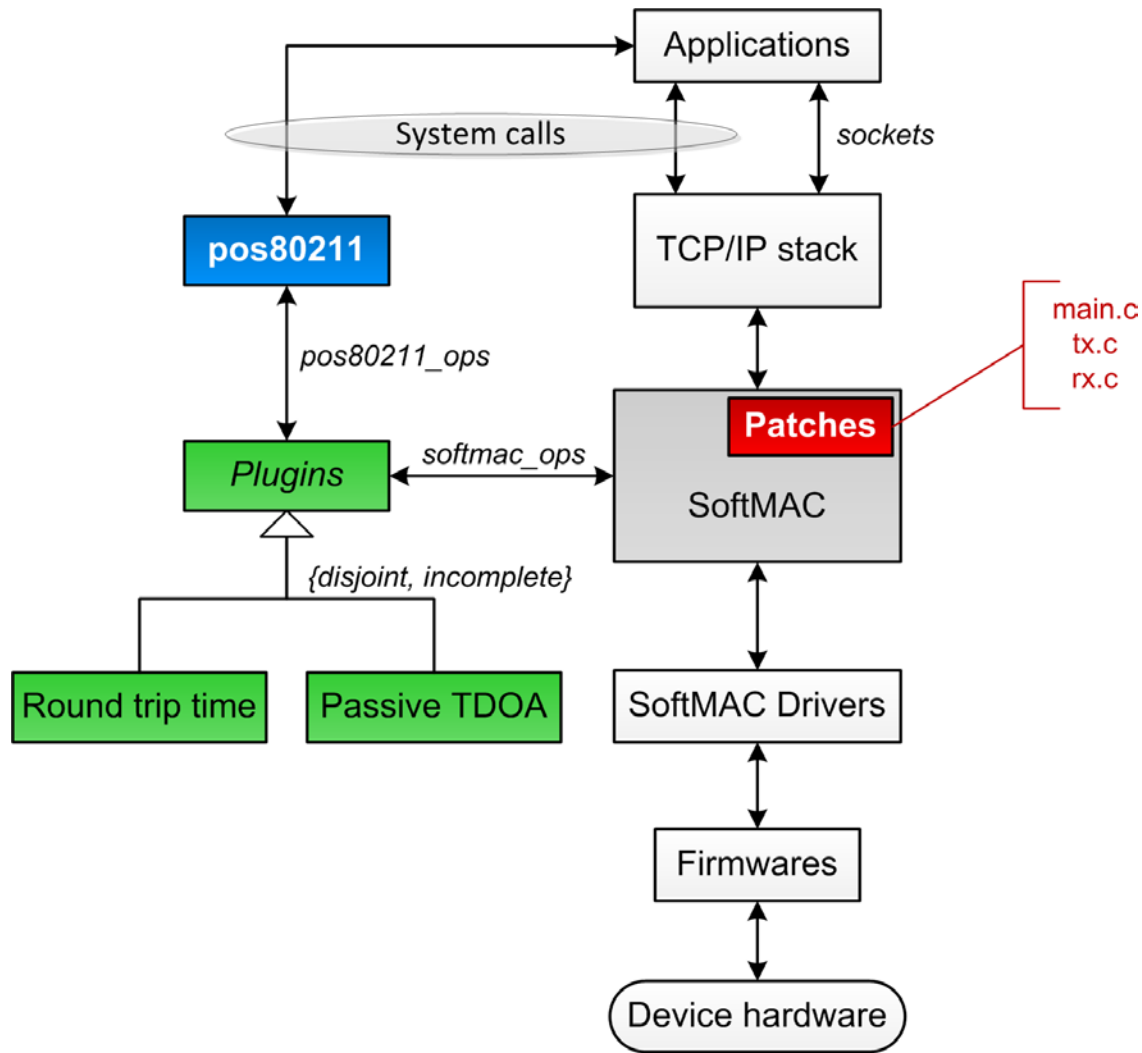 Applications
System calls
sockets
pos80211
TCP/IP stack
main.c
tx.c
rx.c
pos80211_ops
Patches
softmac_ops
Plugins
SoftMAC
{disjoint, incomplete}
Round trip time
Passive TDOA
SoftMAC Drivers
Firmwares
Device hardware